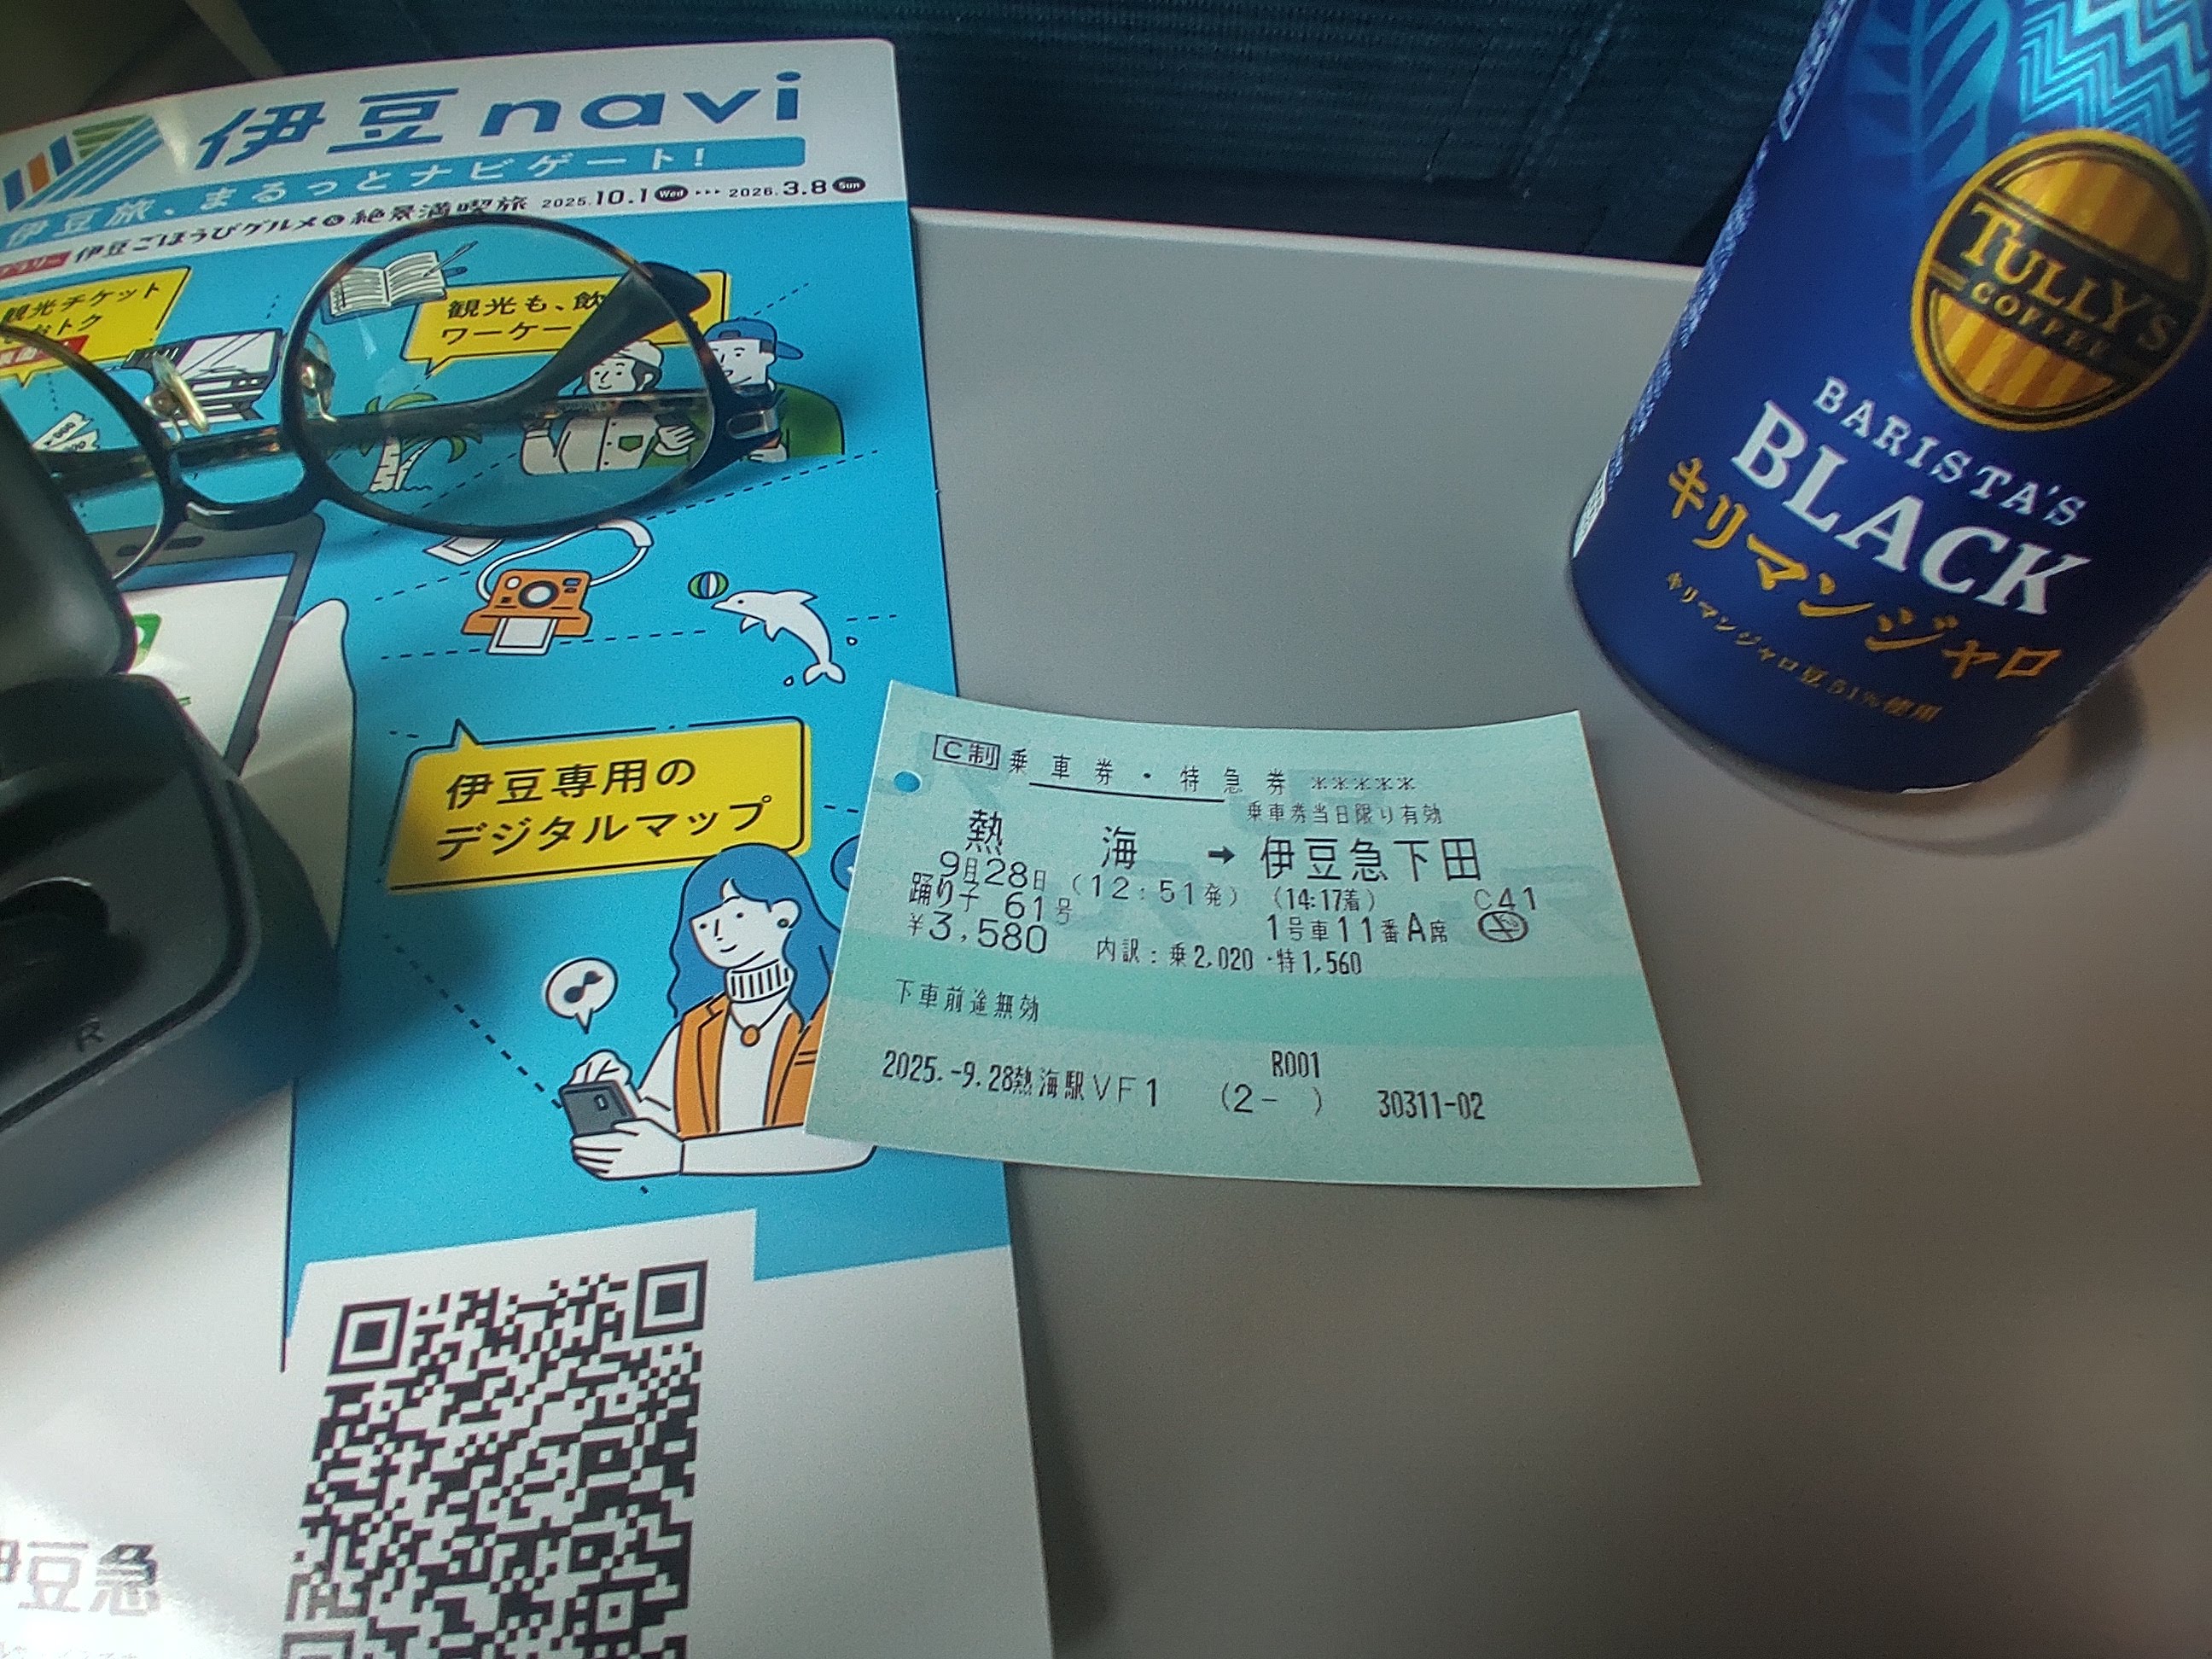 伊豆navi
伊豆旅、まるっとナビゲート!
伊豆ごほうびグルメ&絶景満喫旅 2025.10.1 Wed 2026.3.8 Sun
観光チケット
おトク
観光も、飲
ワーケー
伊豆専用の
デジタルマップ
豆急
R
TULLY'S
COFFEE
BARISTA'S
BLACK
キリマンジャロ
キリマンジャロ豆51%使用
C制 乗車券・特急券 ※※※※※
乗車券当日限り有効
熱海 ➡ 伊豆急下田
9月28日 (12:51発) (14:17着) C41
踊り子 61号 1号車11番A席
¥3,580 内訳:乗2,020・特1,560
下車前途無効
R001
2025.-9.28熱海駅VF1 (2- ) 30311-02